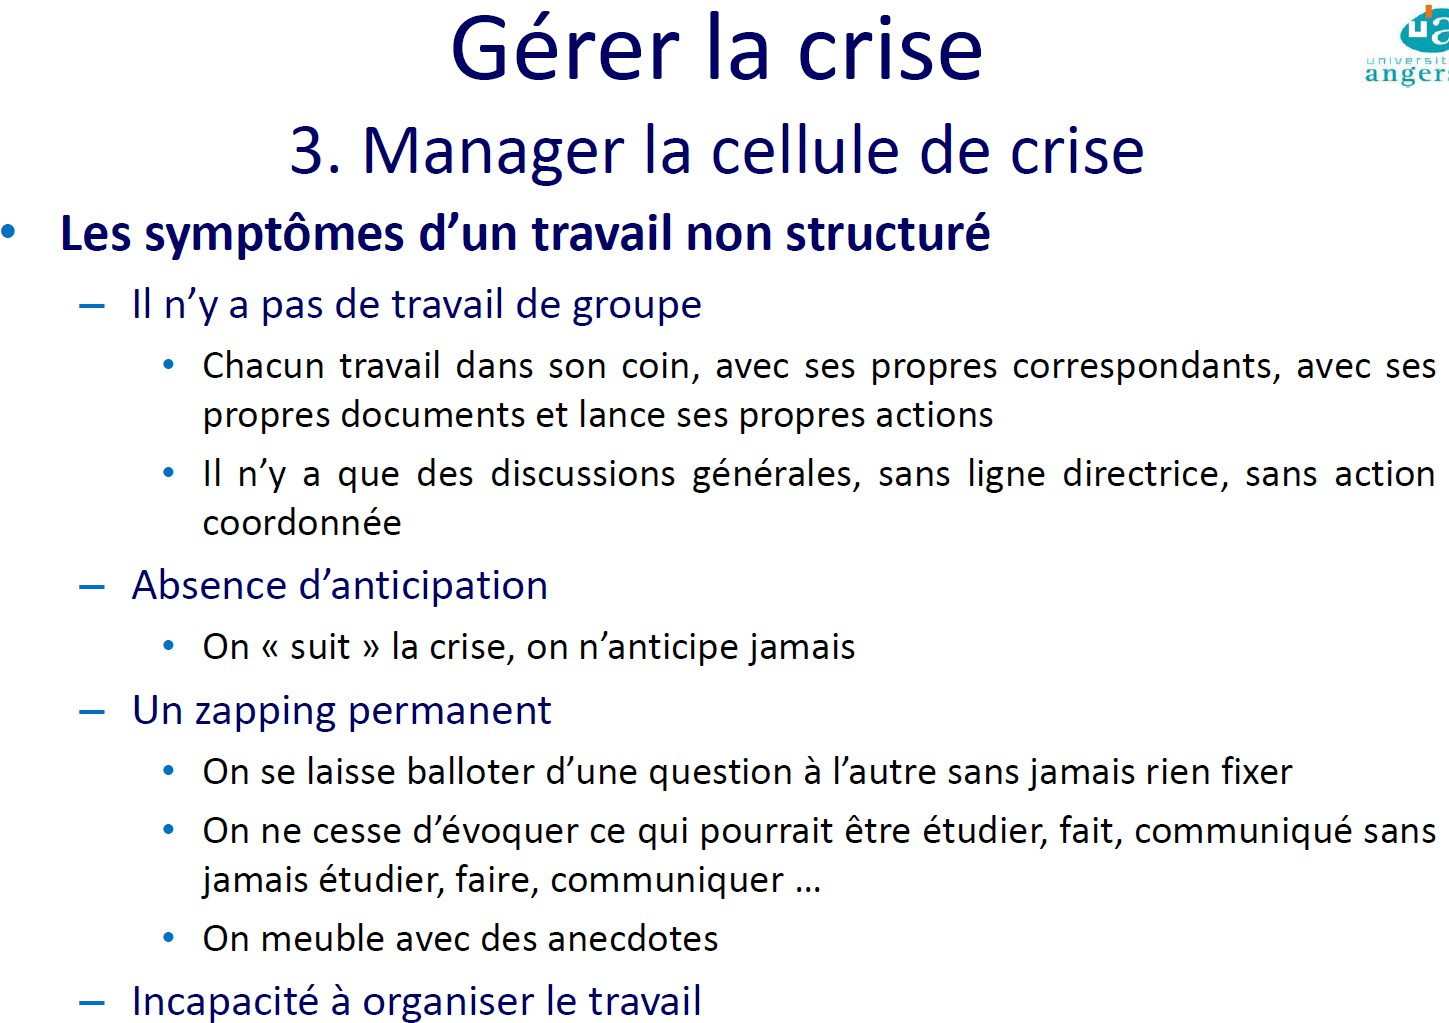 Gérer la crise
université
angers
3. Manager la cellule de crise
• Les symptômes d’un travail non structuré
– Il n’y a pas de travail de groupe
• Chacun travail dans son coin, avec ses propres correspondants, avec ses
propres documents et lance ses propres actions
• Il n’y a que des discussions générales, sans ligne directrice, sans action
coordonnée
– Absence d’anticipation
• On « suit » la crise, on n’anticipe jamais
– Un zapping permanent
• On se laisse balloter d’une question à l’autre sans jamais rien fixer
• On ne cesse d’évoquer ce qui pourrait être étudier, fait, communiqué sans
jamais étudier, faire, communiquer …
• On meuble avec des anecdotes
– Incapacité à organiser le travail